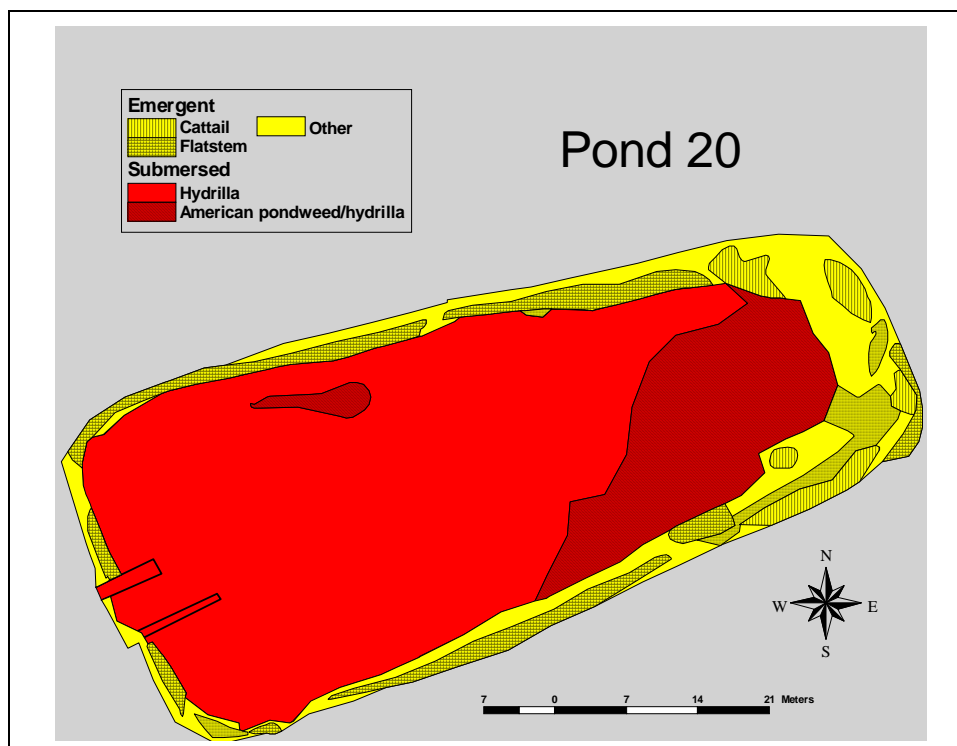 Emergent
Cattail Other
Flatstem
Submersed
Hydrilla
American pondweed/hydrilla
Pond 20
N
W E
S
7 0 7 14 21 Meters